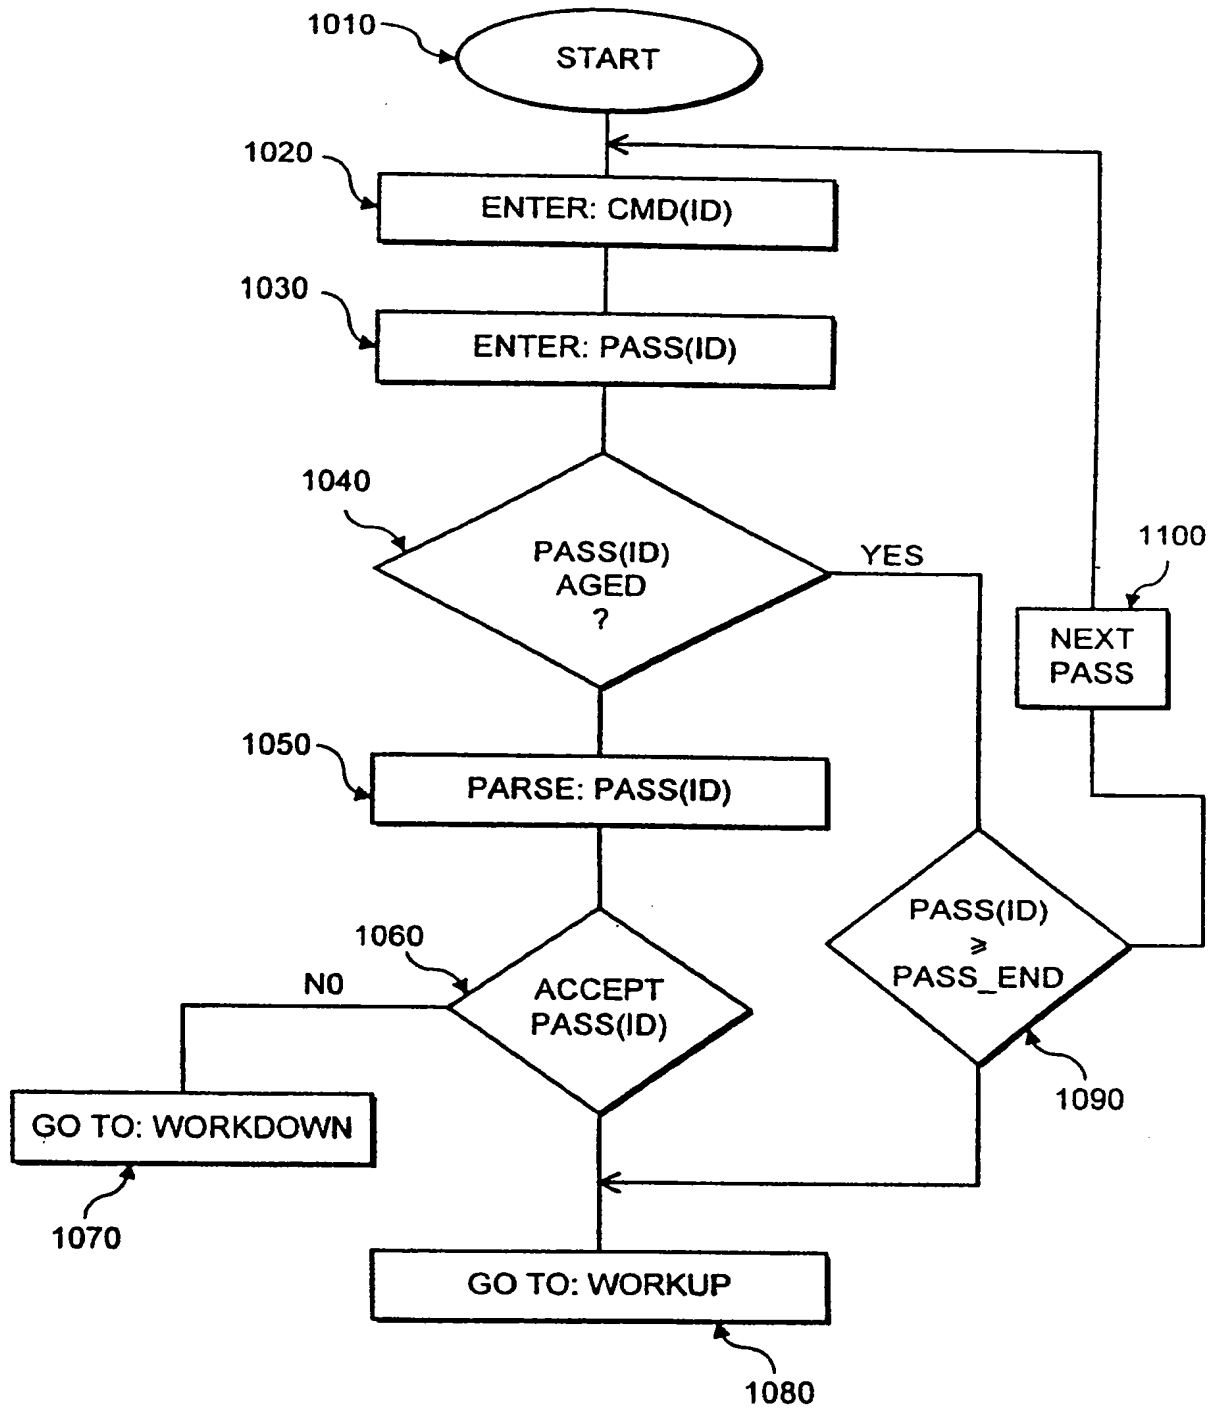 1010
START
1020
ENTER: CMD(ID)
1030
ENTER: PASS(ID)
1040
PASS(ID)
AGED
?
YES
1100
NEXT
PASS
1050
PARSE: PASS(ID)
PASS(ID)
≥
PASS_END
1060
NO
ACCEPT
PASS(ID)
1090
GO TO: WORKDOWN
1070
GO TO: WORKUP
1080